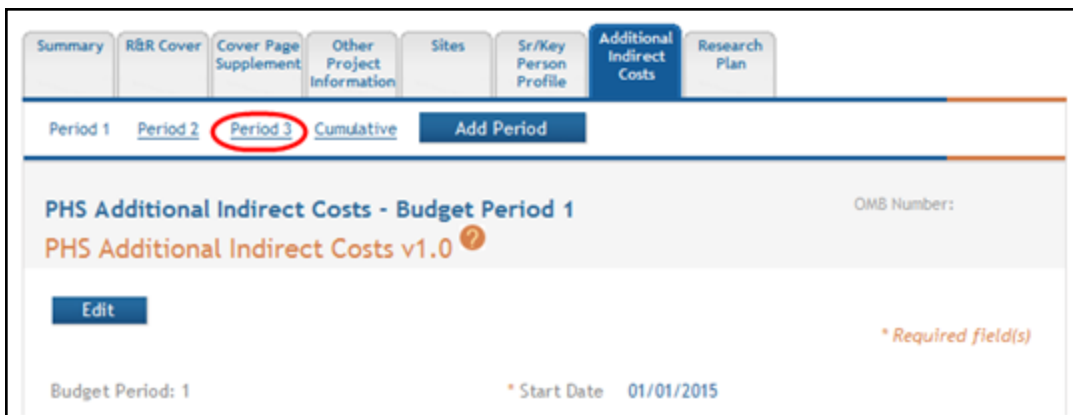 Summary
R&R Cover
Cover Page
Supplement
Other
Project
Information
Sites
Sr/Key
Person
Profile
Additional
Indirect
Costs
Research
Plan
Period 1 Period 2 Period 3 Cumulative Add Period
PHS Additional Indirect Costs - Budget Period 1 OMB Number:
PHS Additional Indirect Costs v1.0 ?
Edit
* Required field(s)
Budget Period: 1 * Start Date 01/01/2015